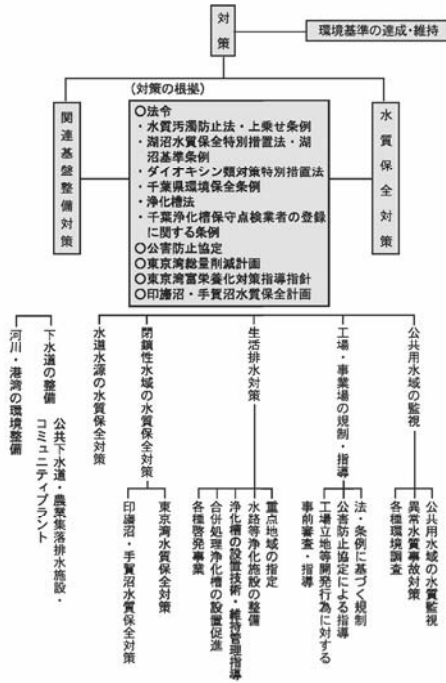 対策
環境基準の達成・維持
(対策の根拠)
関連基盤整備対策
○法令
・水質汚濁防止法・上乗せ条例
・湖沼水質保全特別措置法・湖
沼基準条例
・ダイオキシン類対策特別措置法
・千葉県環境保全条例
・浄化槽法
・千葉浄化槽保守点検業者の登録
に関する条例
○公害防止協定
○東京湾総量削減計画
○東京湾富栄養化対策指導指針
○印旛沼・手賀沼水質保全計画
水質保全対策
公共用水域の監視
公共用水域の水質監視
異常水質事故対策
各種環境調査
工場・事業場の規制・指導
法・条例に基づく規制
公害防止協定による指導
工場立地等開発行為に対する
事前審査・指導
生活排水対策
重点地域の指定
水路等浄化施設の整備
浄化槽の設置技術・維持管理指導
合併処理浄化槽の設置促進
各種啓発事業
閉鎖性水域の水質保全対策
東京湾水質保全対策
印旛沼・手賀沼水質保全対策
水道水源の水質保全対策
下水道の整備
公共下水道・農業集落排水施設・
コミュニティプラント
河川・港湾の環境整備